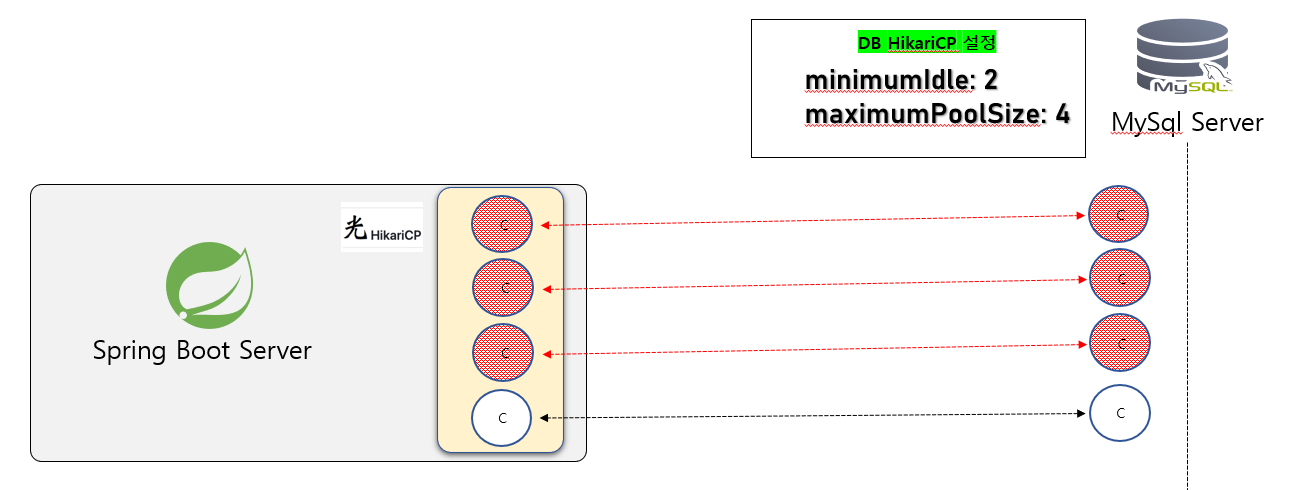 DB HikariCP 설정
minimumIdle: 2
maximumPoolSize: 4
MySQL
MySql Server
光 HikariCP
Spring Boot Server
C
C
C
C
C
C
C
C